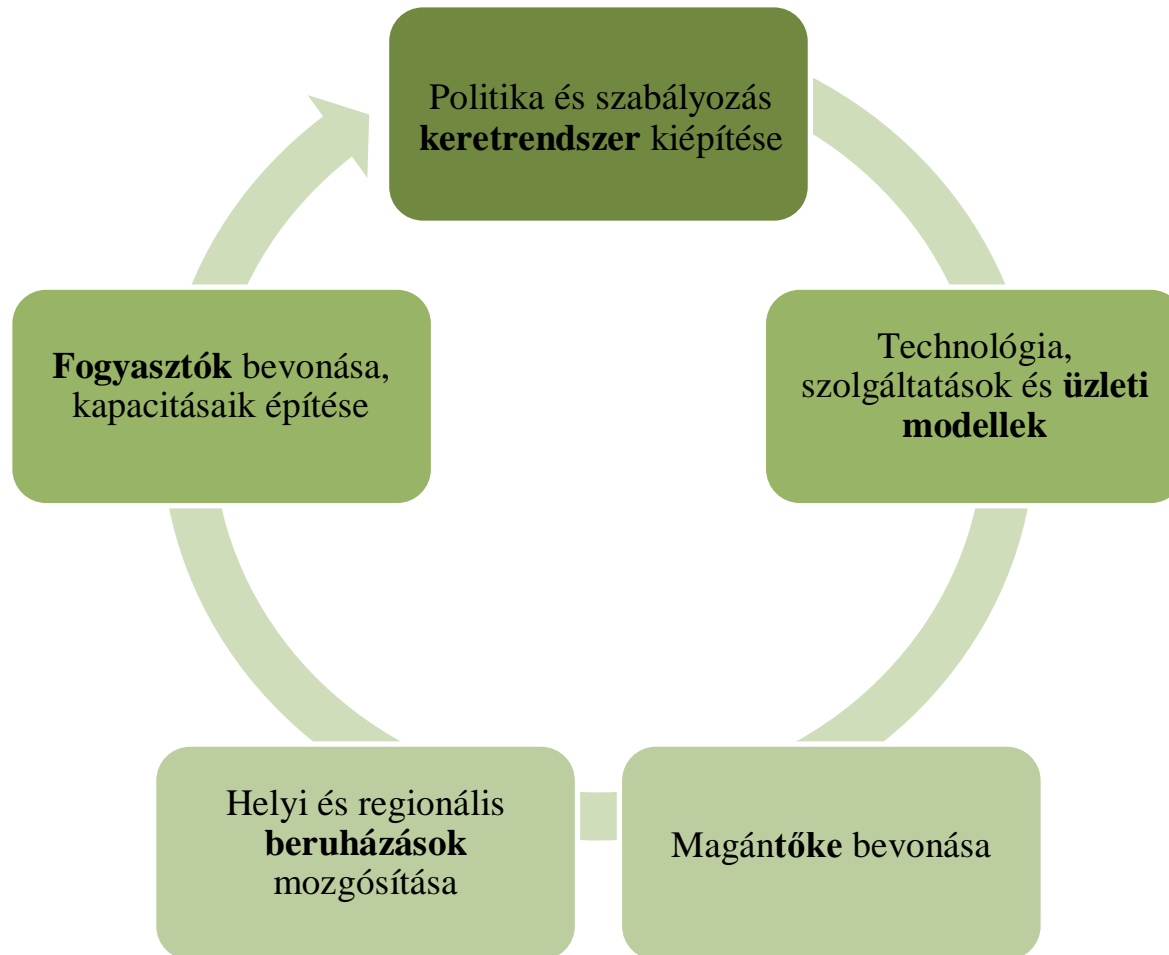 Politika és szabályozás
keretrendszer kiépítése
Technológia,
szolgáltatások és üzleti
modellek
Magántőke bevonása
Helyi és regionális
beruházások
mozgósítása
Fogyasztók bevonása,
kapacitásaik építése